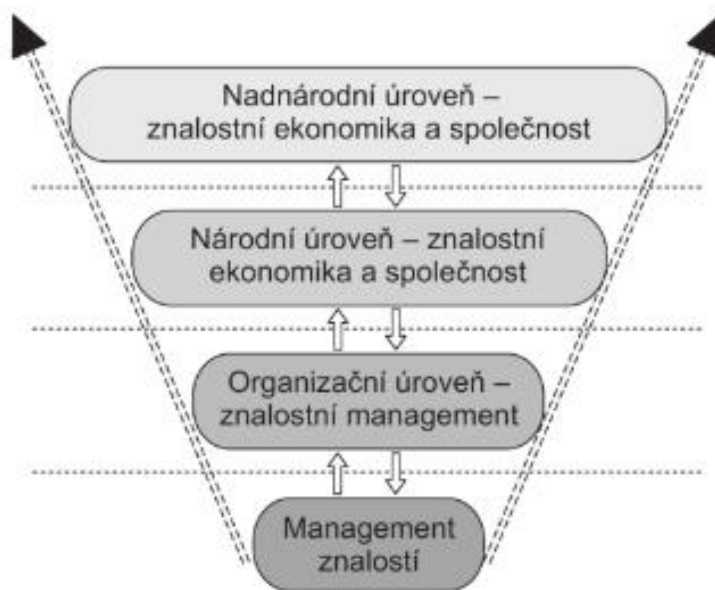 Nadnárodní úroveň –
znalostní ekonomika a společnost
Národní úroveň – znalostní
ekonomika a společnost
Organizační úroveň –
znalostní management
Management
znalostí